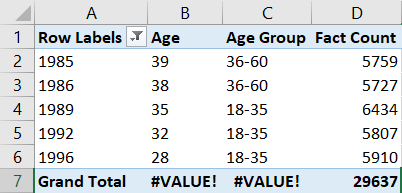 A B C D
1 Row Labels Age Age Group Fact Count
2 1985 39 36-60 5759
3 1986 38 36-60 5727
4 1989 35 18-35 6434
5 1992 32 18-35 5807
6 1996 28 18-35 5910
7 Grand Total #VALUE! #VALUE! 29637